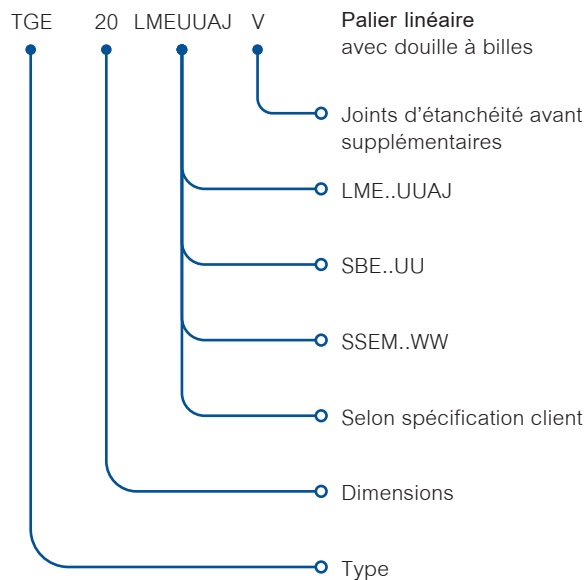 TGE 20 LMEUUAJ V
Palier linéaire
avec douille à billes
Joints d'étanchéité avant
supplémentaires
LME..UUAJ
SBE..UU
SSEM..WW
Selon spécification client
Dimensions
Type